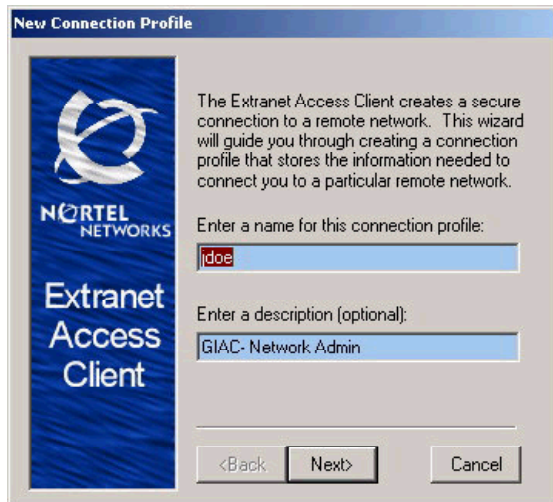 New Connection Profile
NORTEL
NETWORKS
Extranet
Access
Client
The Extranet Access Client creates a secure
connection to a remote network. This wizard
will guide you through creating a connection
profile that stores the information needed to
connect you to a particular remote network.
Enter a name for this connection profile:
jdoe
Enter a description (optional):
GIAC- Network Admin
<Back
Next>
Cancel